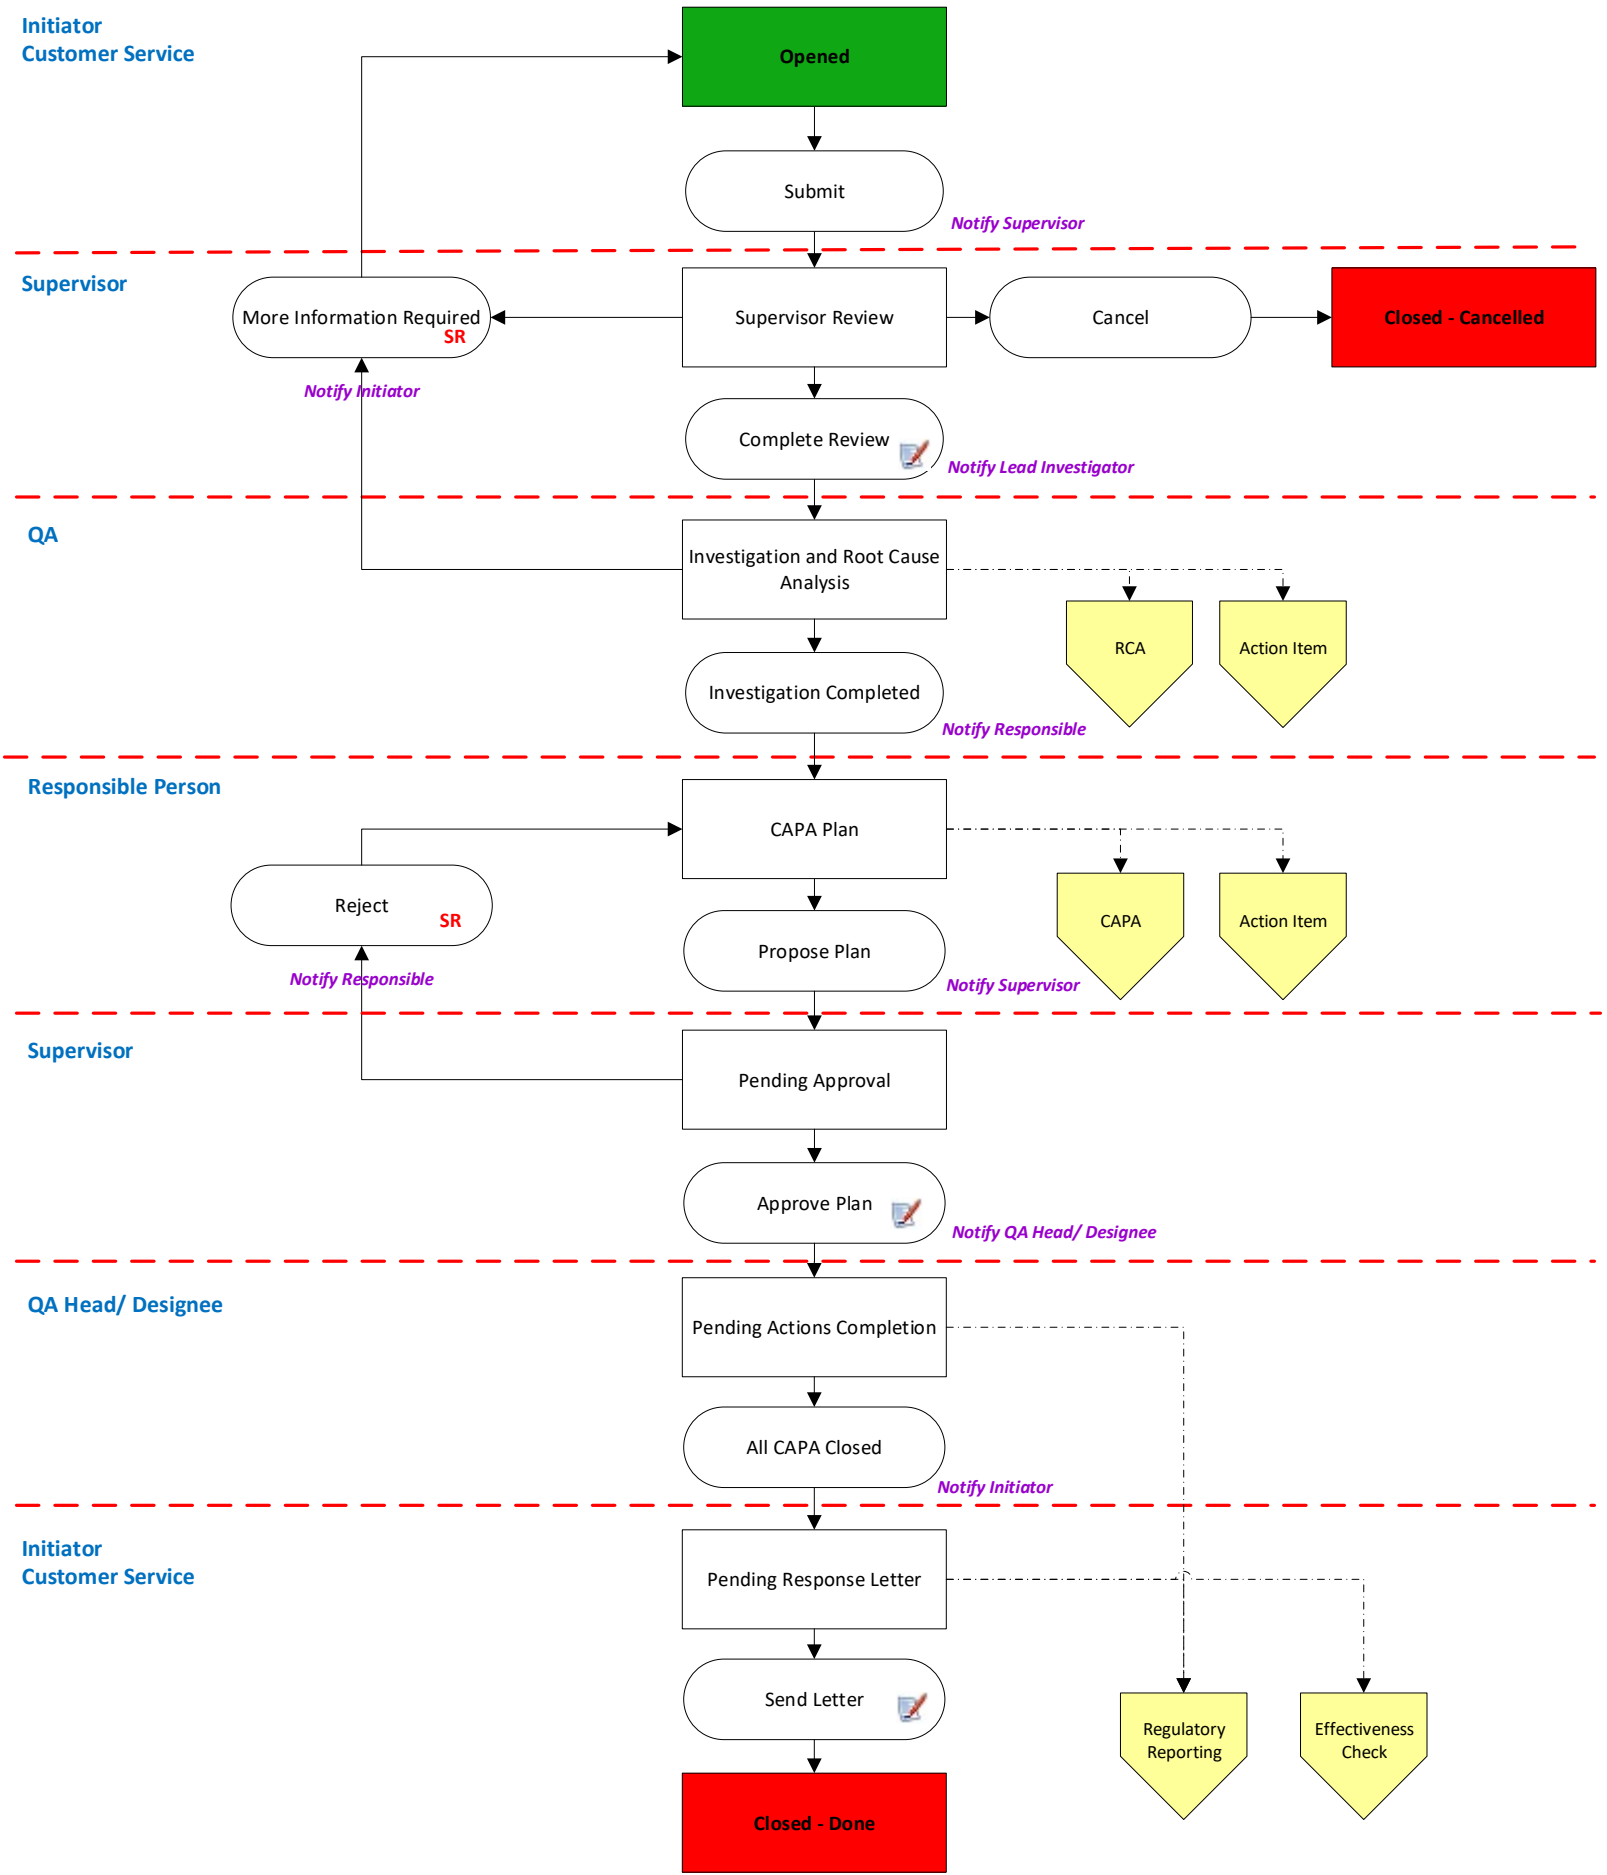 Initiator
Customer Service
Opened
Submit
Notify Supervisor
Supervisor
More Information Required
SR
Supervisor Review
Cancel
Closed - Cancelled
Notify Initiator
Complete Review
Notify Lead Investigator
QA
Investigation and Root Cause
Analysis
RCA
Action Item
Investigation Completed
Notify Responsible
Responsible Person
CAPA Plan
Reject
SR
CAPA
Action Item
Propose Plan
Notify Responsible
Notify Supervisor
Supervisor
Pending Approval
Approve Plan
Notify QA Head/ Designee
QA Head/ Designee
Pending Actions Completion
All CAPA Closed
Notify Initiator
Initiator
Customer Service
Pending Response Letter
Send Letter
Regulatory
Reporting
Effectiveness
Check
Closed - Done